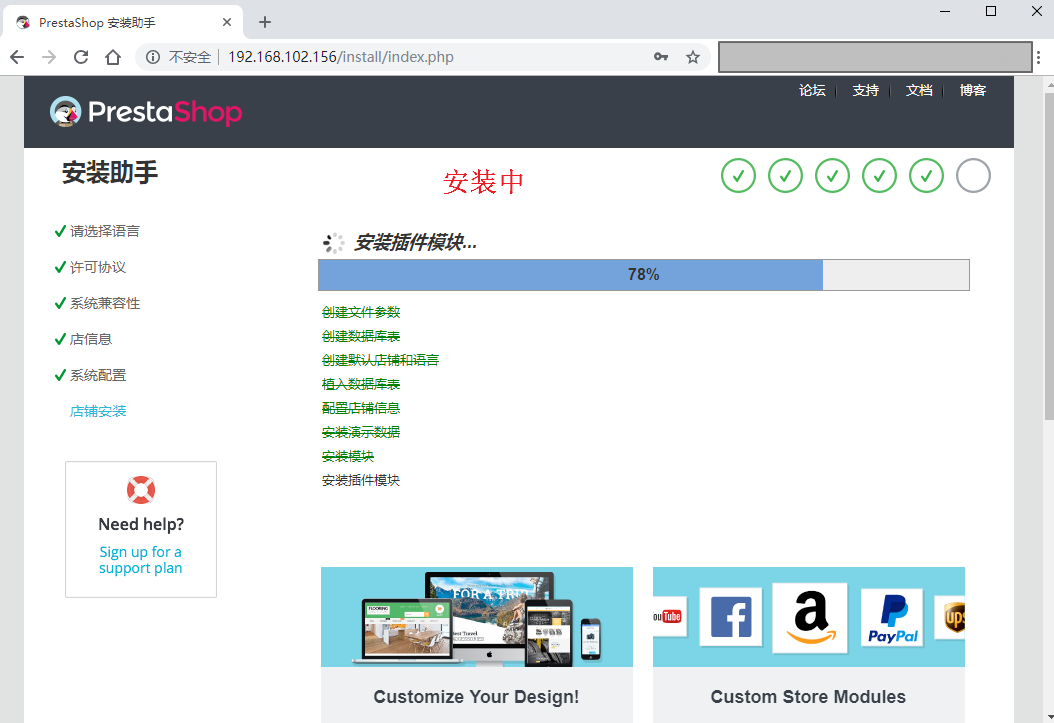 PrestaShop 安装助手
不安全 192.168.102.156/install/index.php
论坛 支持 文档 博客
PrestaShop
安装助手
安装中
请选择语言
许可协议
系统兼容性
店信息
系统配置
店铺安装
安装插件模块...
78%
创建文件参数
创建数据库表
创建默认店铺和语言
植入数据库表
配置店铺信息
安装演示数据
安装模块
安装插件模块
Need help?
Sign up for a
support plan
FLOORING
FOR A TRI
est Travel
ouTube
a
PayPal
ups
Customize Your Design!
Custom Store Modules